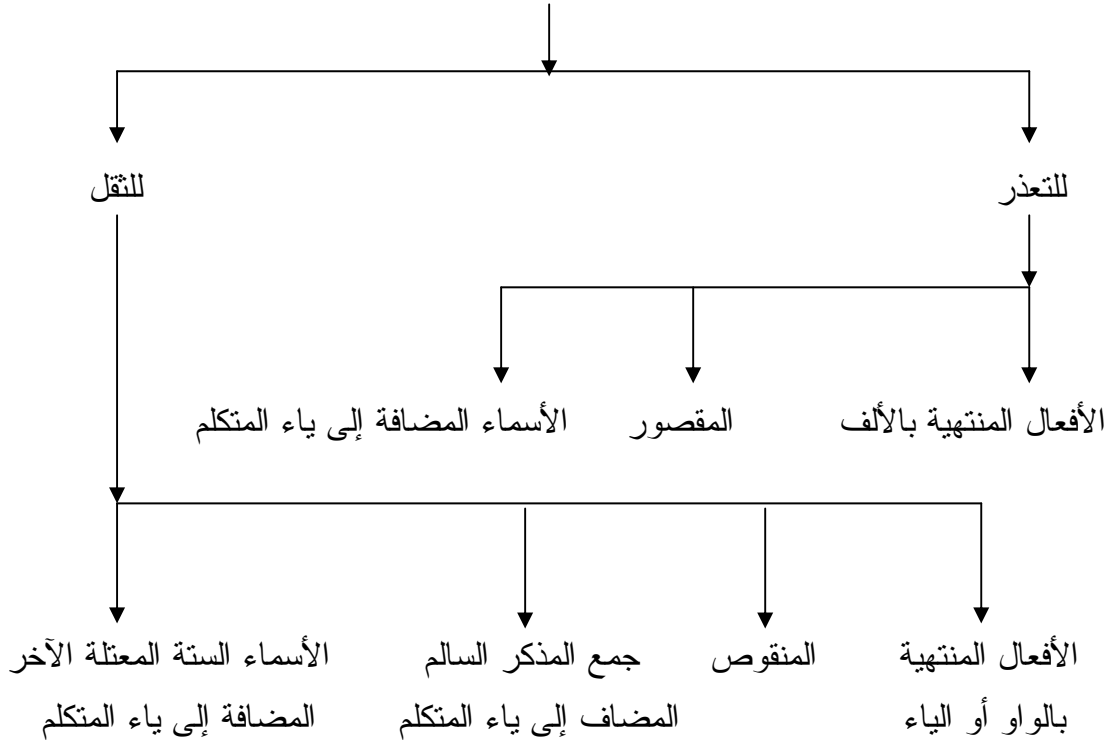 للتعذر
للثقل
الأفعال المنتهية بالألف
المقصور
الأسماء المضافة إلى ياء المتكلم
الأفعال المنتهية
بالواو أو الياء
المنقوص
جمع المذكر السالم
المضاف إلى ياء المتكلم
الأسماء الستة المعتلة الآخر
المضافة إلى ياء المتكلم